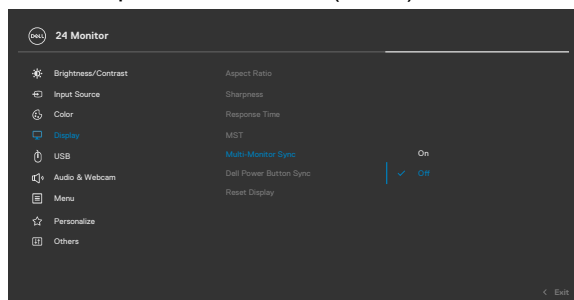 DELL 24 Monitor
Brightness/Contrast Aspect Ratio
Input Source Sharpness
Color Response Time
Display MST
USB Multi-Monitor Sync On
Audio & Webcam Dell Power Button Sync Off
Menu Reset Display
Personalize
Others
Exit